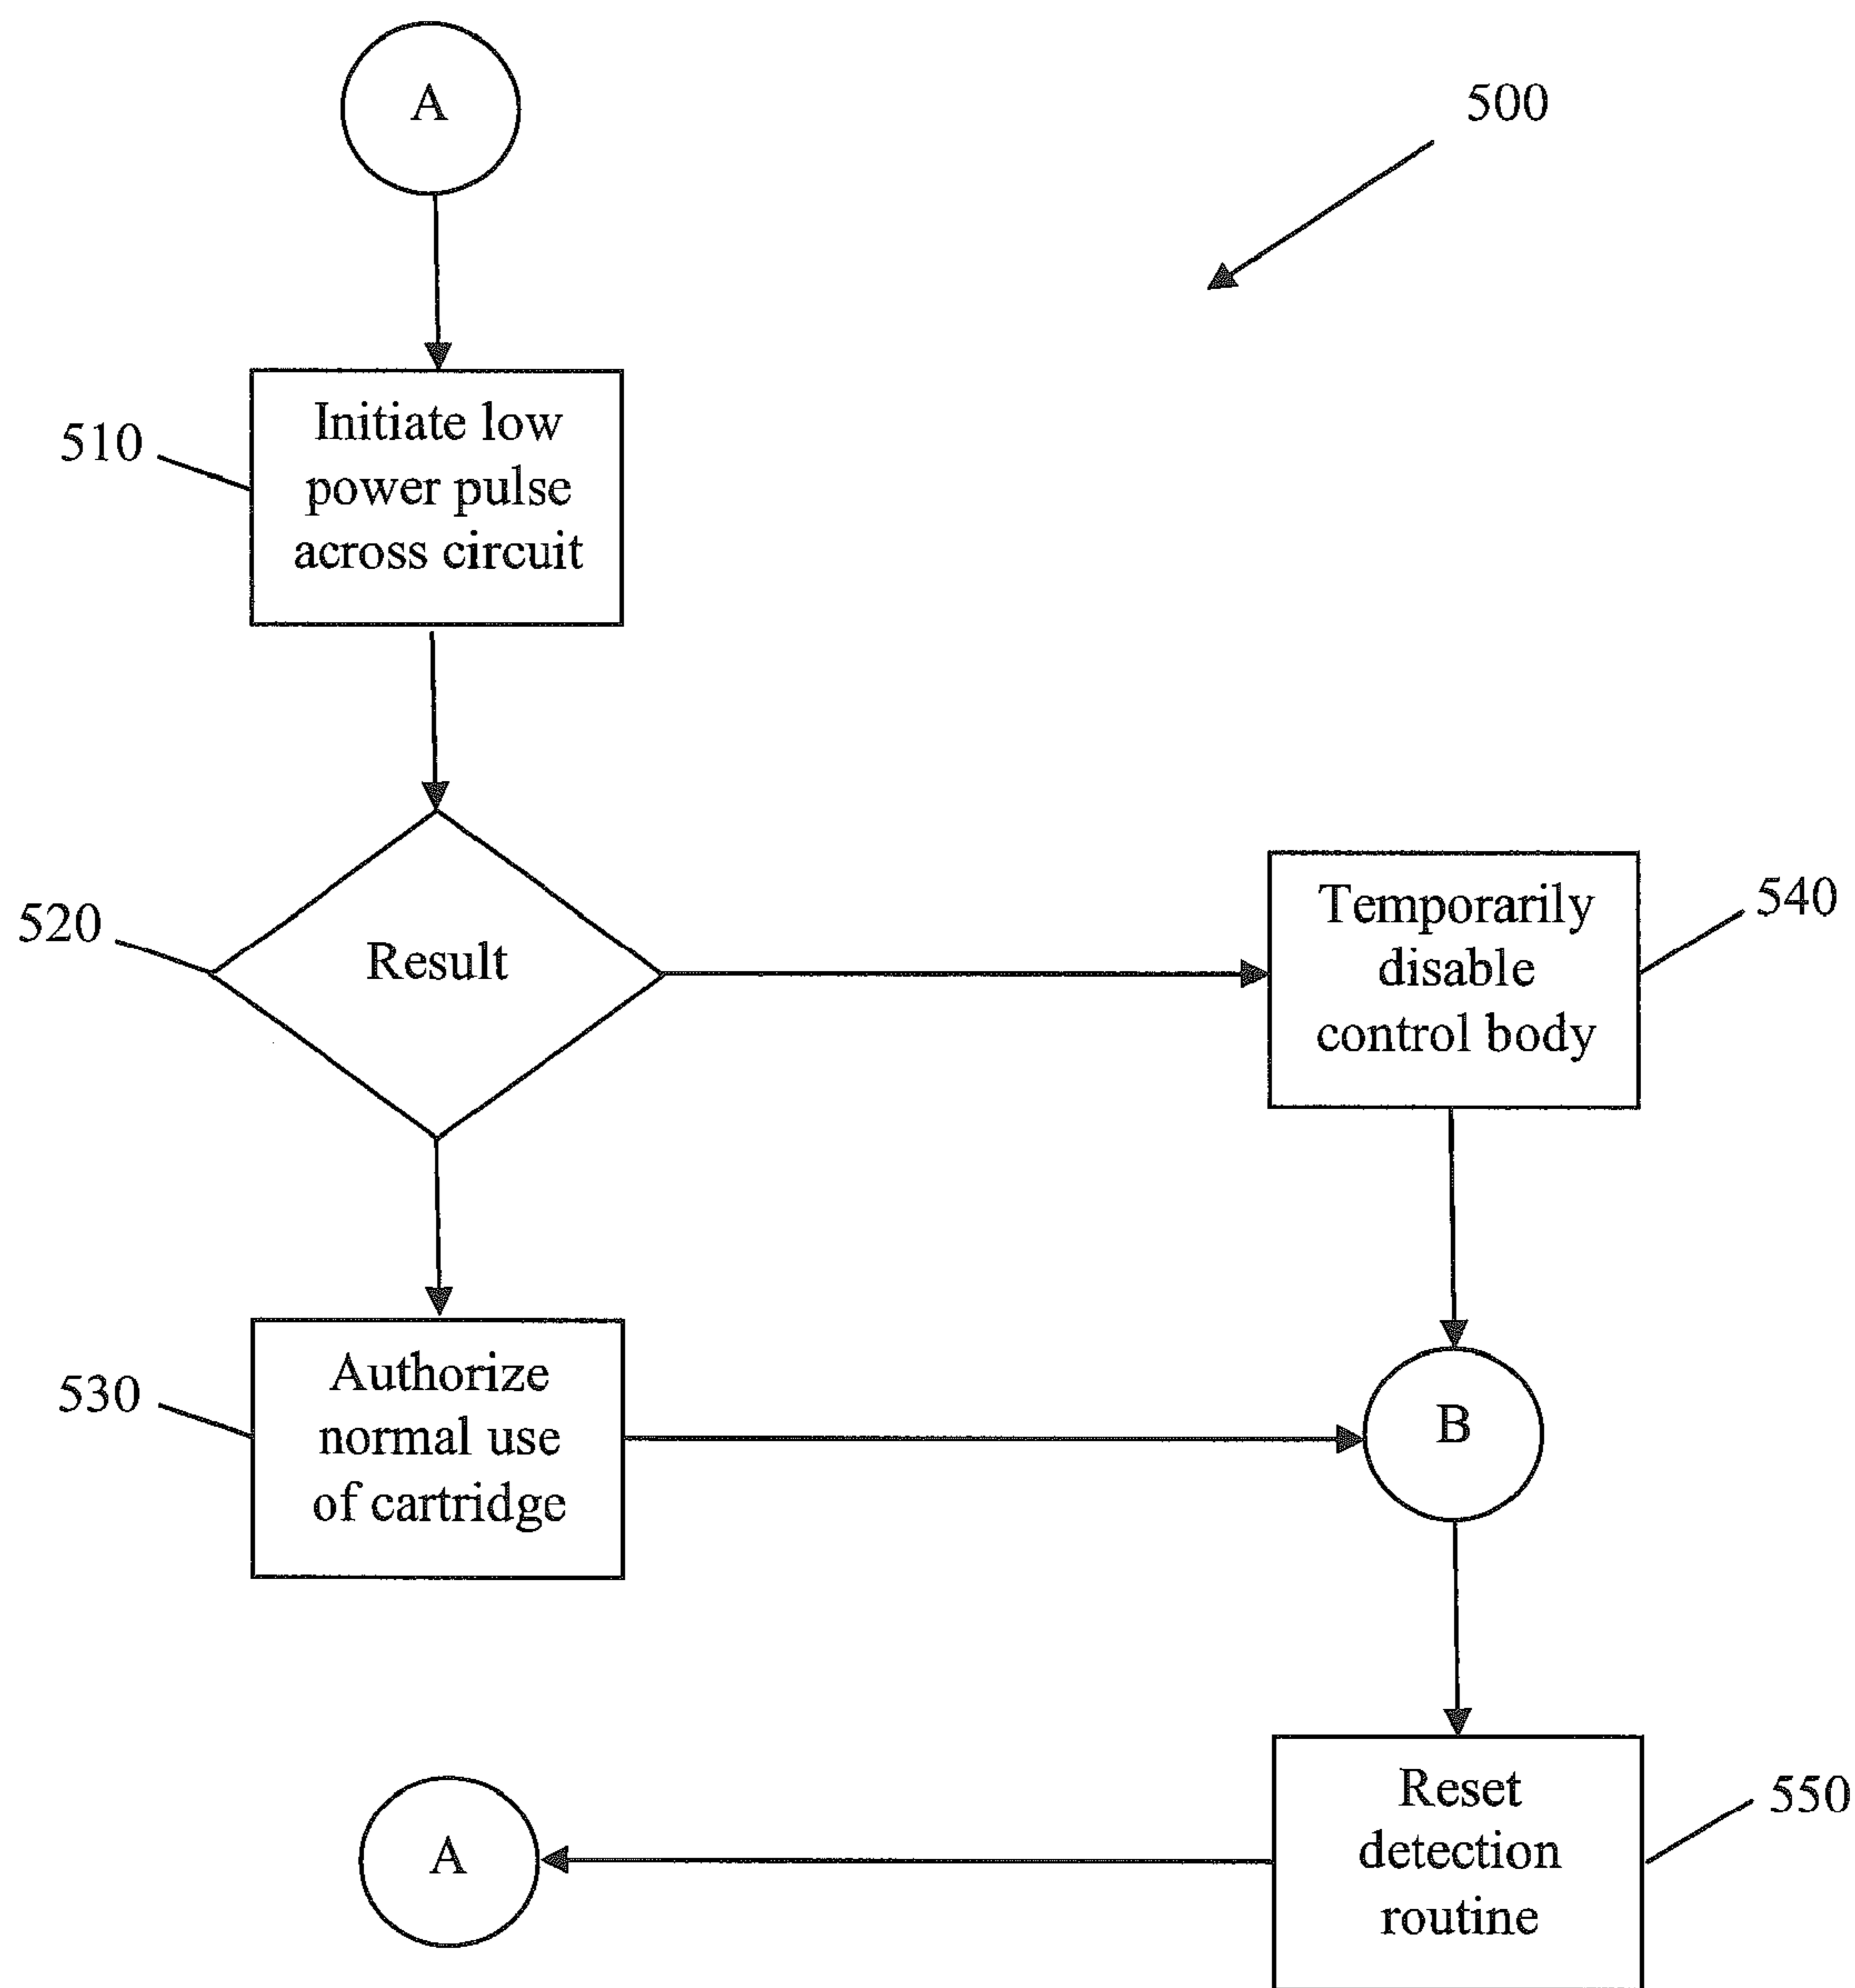 A
500
510
Initiate low
power pulse
across circuit
520
Result
Temporarily
disable
control body
540
530
Authorize
normal use
of cartridge
B
A
Reset
detection
routine
550